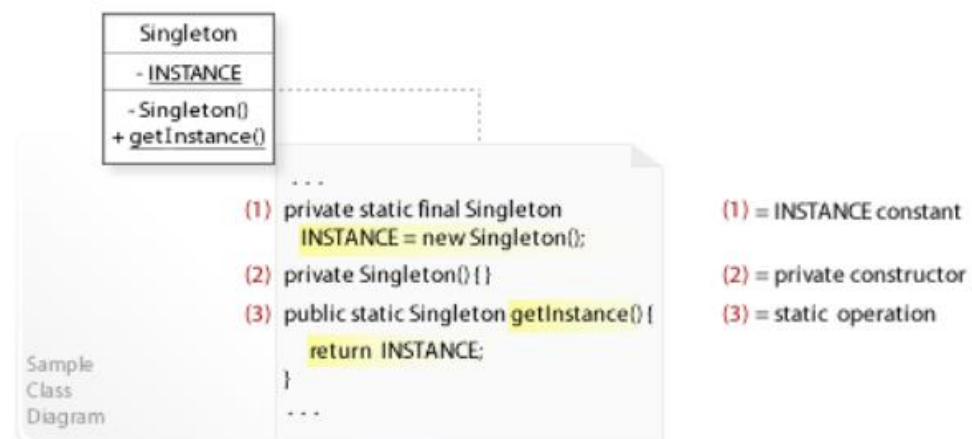 Singleton
- INSTANCE
- Singleton()
+ getInstance()
. . .
(1) private static final Singleton
INSTANCE = new Singleton();
(1) = INSTANCE constant
(2) private Singleton() { }
(2) = private constructor
(3) public static Singleton getInstance() {
(3) = static operation
return INSTANCE;
}
. . .
Sample
Class
Diagram